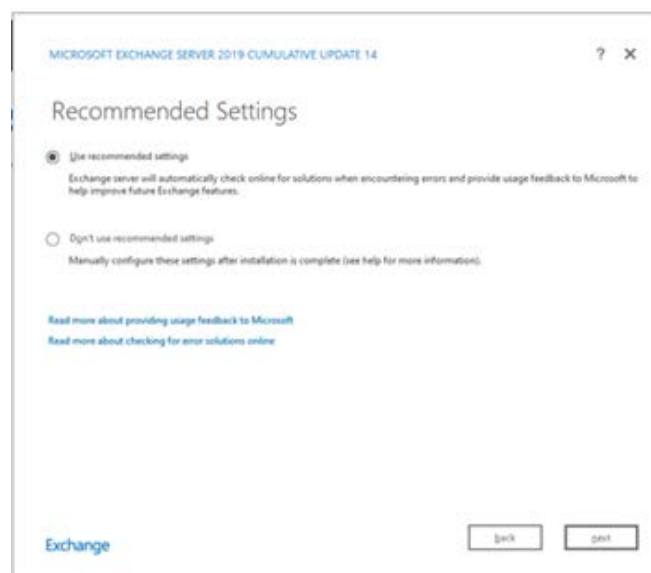 MICROSOFT EXCHANGE SERVER 2019 CUMULATIVE UPDATE 14
? ✕
Recommended Settings
Use recommended settings
Exchange server will automatically check online for solutions when encountering errors and provide usage feedback to Microsoft to
help improve future Exchange features.
Don't use recommended settings
Manually configure these settings after installation is complete (see help for more information).
Read more about providing usage feedback to Microsoft
Read more about checking for error solutions online
Exchange
back
next